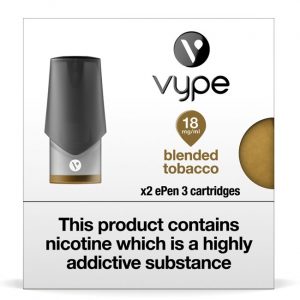 vype
18
mg/ml
blended
tobacco
x2 ePen 3 cartridges
This product contains
nicotine which is a highly
addictive substance